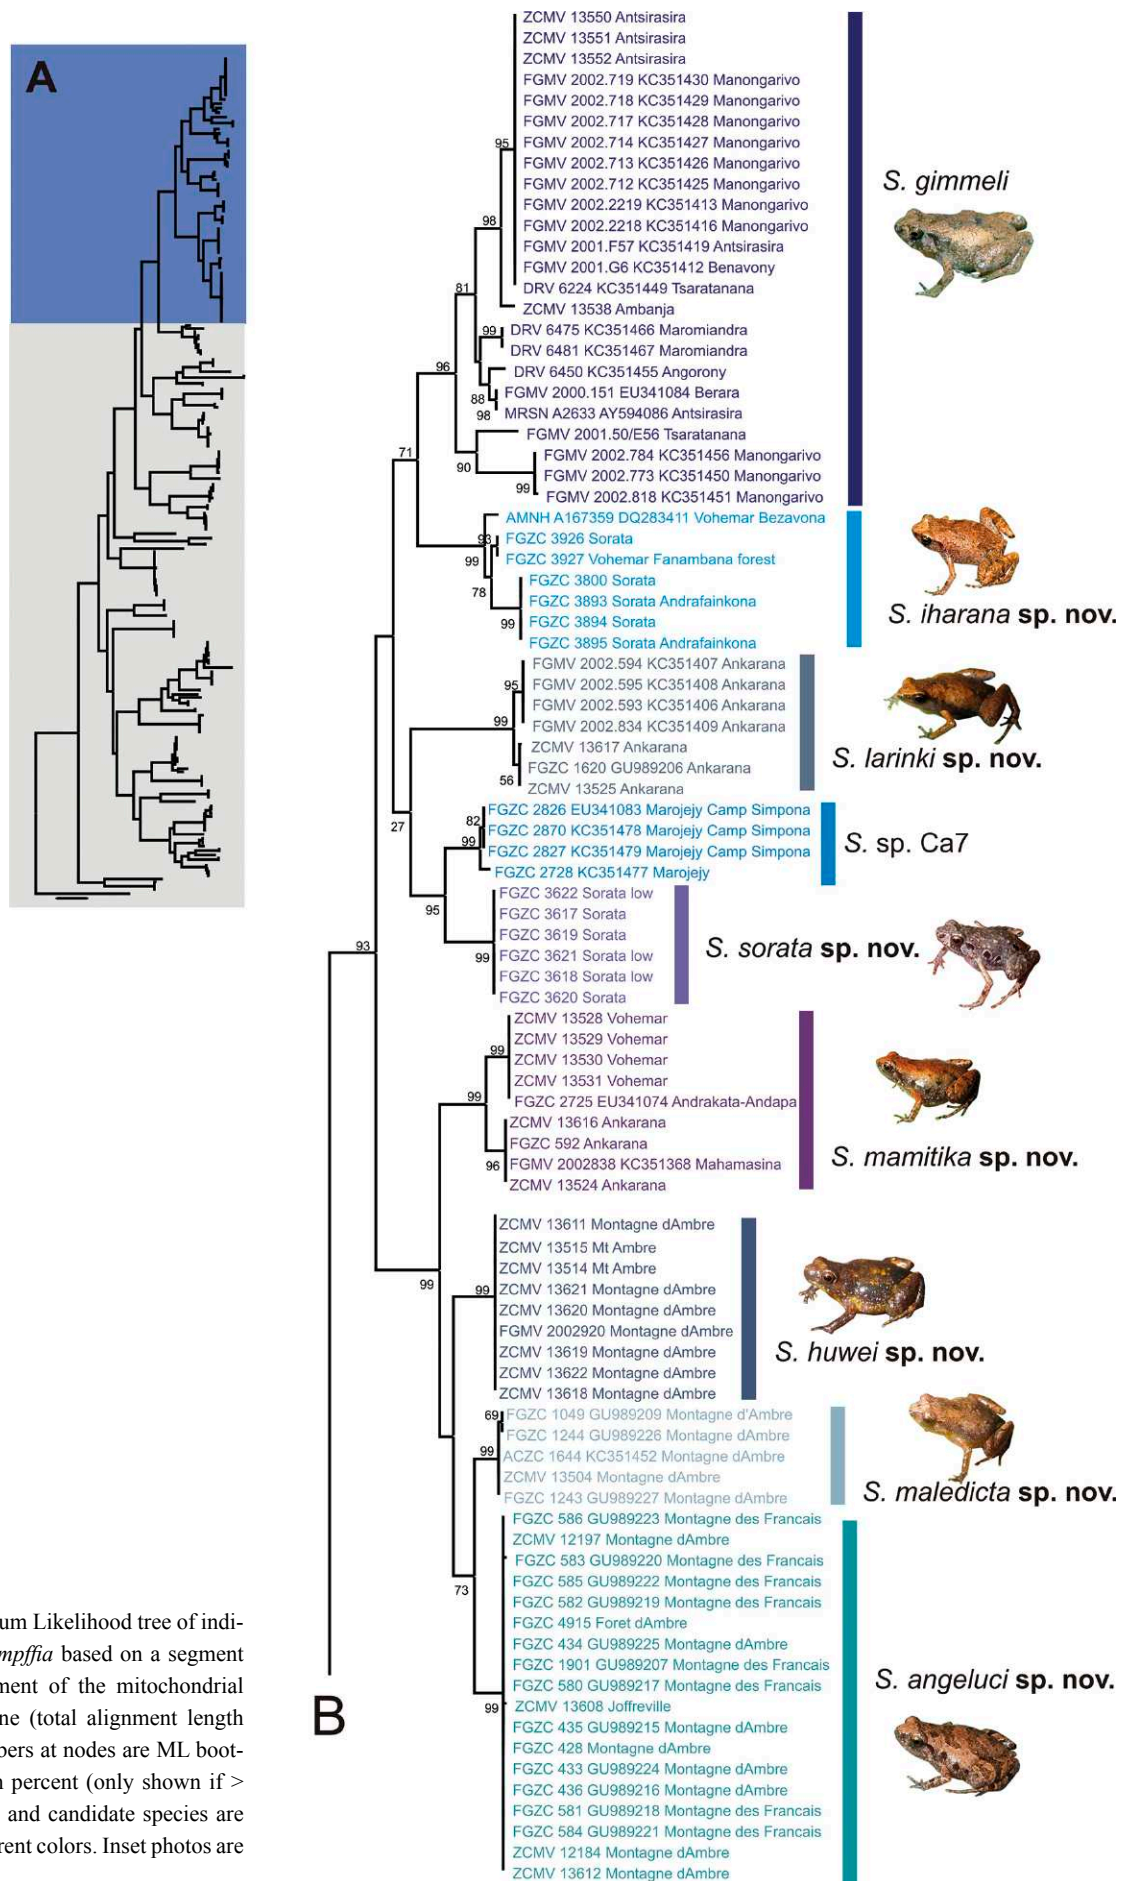 A
ZCMV 13550 Antsirasira
ZCMV 13551 Antsirasira
ZCMV 13552 Antsirasira
FGMV 2002.719 KC351430 Manongarivo
FGMV 2002.718 KC351429 Manongarivo
FGMV 2002.717 KC351428 Manongarivo
FGMV 2002.714 KC351427 Manongarivo
95
FGMV 2002.713 KC351426 Manongarivo
FGMV 2002.712 KC351425 Manongarivo
S. gimmeli
FGMV 2002.2219 KC351413 Manongarivo
FGMV 2002.2218 KC351416 Manongarivo
98
FGMV 2001.F57 KC351419 Antsirasira
FGMV 2001.G6 KC351412 Benavony
DRV 6224 KC351449 Tsaratanana
81
ZCMV 13538 Ambanja
DRV 6475 KC351466 Maromiandra
99
DRV 6481 KC351467 Maromiandra
96
DRV 6450 KC351455 Angorony
FGMV 2000.151 EU341084 Berara
88
MRSN A2633 AY594086 Antsirasira
98
FGMV 2001.50/E56 Tsaratanana
71
FGMV 2002.784 KC351456 Manongarivo
90
FGMV 2002.773 KC351450 Manongarivo
99
FGMV 2002.818 KC351451 Manongarivo
AMNH A167359 DQ283411 Vohemar Bezavona
93
FGZC 3926 Sorata
99
FGZC 3927 Vohemar Fanambana forest
FGZC 3800 Sorata
78
FGZC 3893 Sorata Andrafainkona
S. iharana sp. nov.
99
FGZC 3894 Sorata
FGZC 3895 Sorata Andrafainkona
FGMV 2002.594 KC351407 Ankarana
95
FGMV 2002.595 KC351408 Ankarana
FGMV 2002.593 KC351406 Ankarana
99
FGMV 2002.834 KC351409 Ankarana
ZCMV 13617 Ankarana
S. larinki sp. nov.
FGZC 1620 GU989206 Ankarana
56
ZCMV 13525 Ankarana
FGZC 2826 EU341083 Marojejy Camp Simpona
82
27
FGZC 2870 KC351478 Marojejy Camp Simpona
S. sp. Ca7
99
FGZC 2827 KC351479 Marojejy Camp Simpona
FGZC 2728 KC351477 Marojejy
FGZC 3622 Sorata low
95
FGZC 3617 Sorata
FGZC 3619 Sorata
93
S. sorata sp. nov.
99
FGZC 3621 Sorata low
FGZC 3618 Sorata low
FGZC 3620 Sorata
ZCMV 13528 Vohemar
ZCMV 13529 Vohemar
99
ZCMV 13530 Vohemar
ZCMV 13531 Vohemar
99
FGZC 2725 EU341074 Andrakata-Andapa
ZCMV 13616 Ankarana
FGZC 592 Ankarana
S. mamitika sp. nov.
96
FGMV 2002838 KC351368 Mahamasina
ZCMV 13524 Ankarana
ZCMV 13611 Montagne dAmbre
ZCMV 13515 Mt Ambre
ZCMV 13514 Mt Ambre
99
99
ZCMV 13621 Montagne dAmbre
ZCMV 13620 Montagne dAmbre
FGMV 2002920 Montagne dAmbre
ZCMV 13619 Montagne dAmbre
S. huwei sp. nov.
ZCMV 13622 Montagne dAmbre
ZCMV 13618 Montagne dAmbre
69
FGZC 1049 GU989209 Montagne d'Ambre
FGZC 1244 GU989226 Montagne dAmbre
99
ACZC 1644 KC351452 Montagne dAmbre
ZCMV 13504 Montagne dAmbre
S. maledicta sp. nov.
FGZC 1243 GU989227 Montagne dAmbre
FGZC 586 GU989223 Montagne des Francais
ZCMV 12197 Montagne dAmbre
FGZC 583 GU989220 Montagne des Francais
FGZC 585 GU989222 Montagne des Francais
73
FGZC 582 GU989219 Montagne des Francais
FGZC 4915 Foret dAmbre
FGZC 434 GU989225 Montagne dAmbre
FGZC 1901 GU989207 Montagne des Francais
S. angeluci sp. nov.
FGZC 580 GU989217 Montagne des Francais
99
ZCMV 13608 Joffreville
FGZC 435 GU989215 Montagne dAmbre
FGZC 428 Montagne dAmbre
FGZC 433 GU989224 Montagne dAmbre
FGZC 436 GU989216 Montagne dAmbre
FGZC 581 GU989218 Montagne des Francais
FGZC 584 GU989221 Montagne des Francais
ZCMV 12184 Montagne dAmbre
ZCMV 13612 Montagne dAmbre
B
um Likelihood tree of indi-
mpffia based on a segment
ment of the mitochondrial
ne (total alignment length
bers at nodes are ML boot-
n percent (only shown if >
and candidate species are
rent colors. Inset photos are